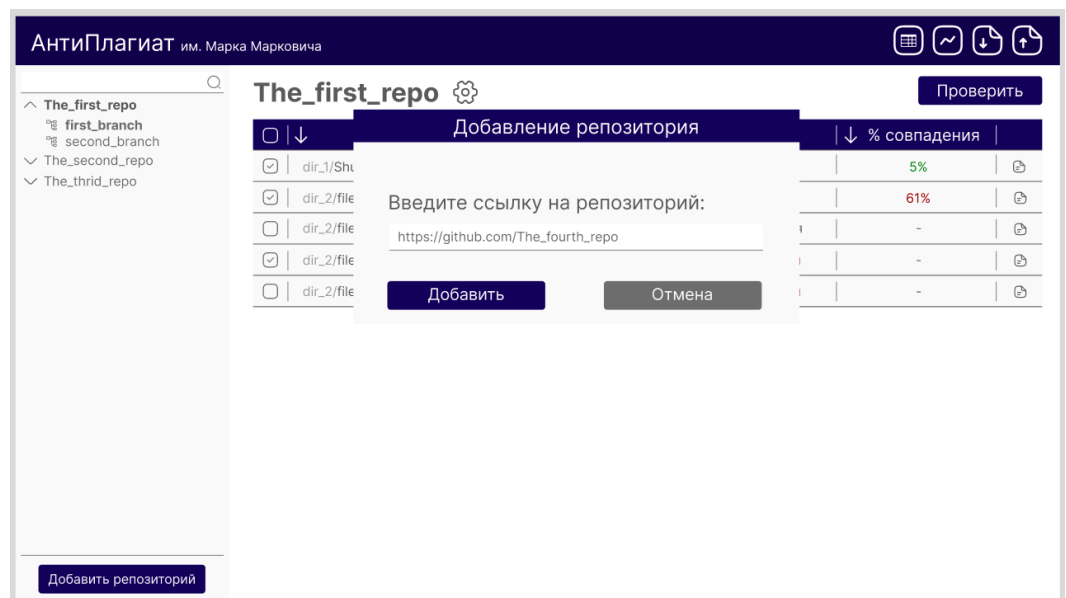 АнтиПлагиат им. Марка Марковича
The_first_repo
first_branch
second_branch
The_second_repo
The_thrid_repo
Добавить репозиторий
The_first_repo
Проверить
% совпадения
dir_1/Shu
5%
dir_2/file
61%
dir_2/file
-
dir_2/file
-
dir_2/file
-
Добавление репозитория
Введите ссылку на репозиторий:
https://github.com/The_fourth_repo
Добавить
Отмена